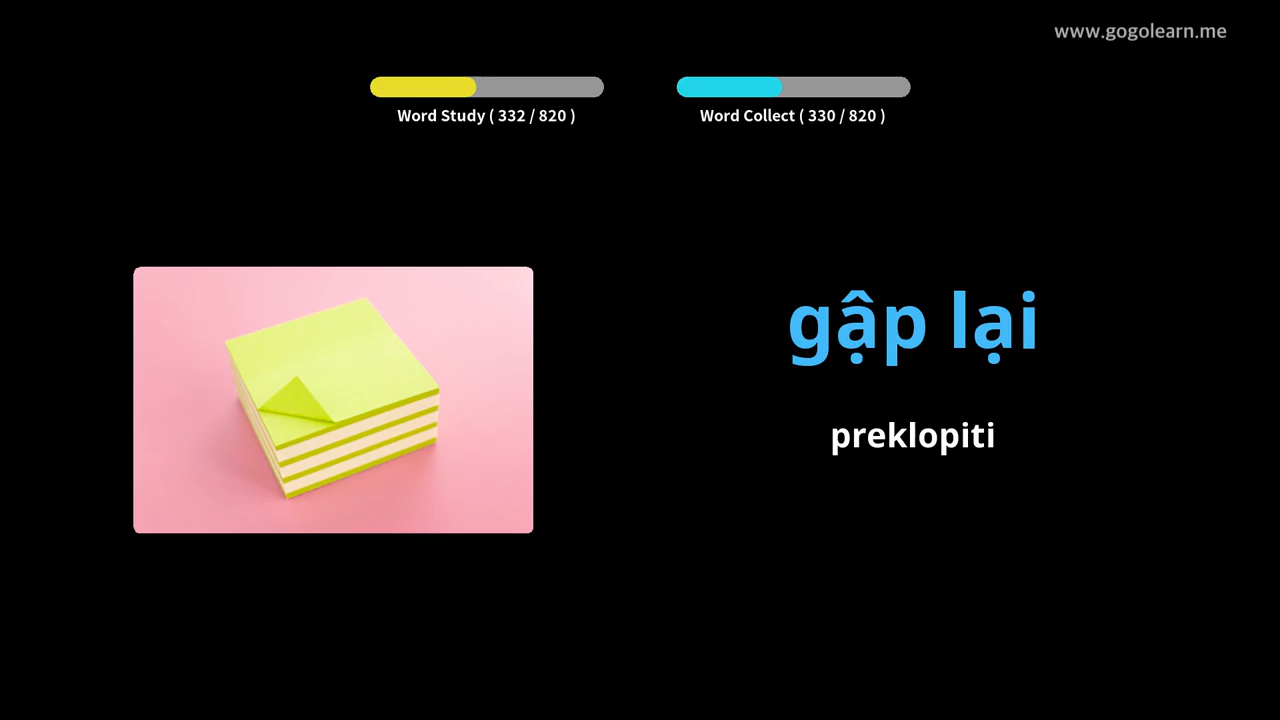 www.gogolearn.me
Word Study ( 332 / 820 )
Word Collect ( 330 / 820 )
gập lại
preklopiti